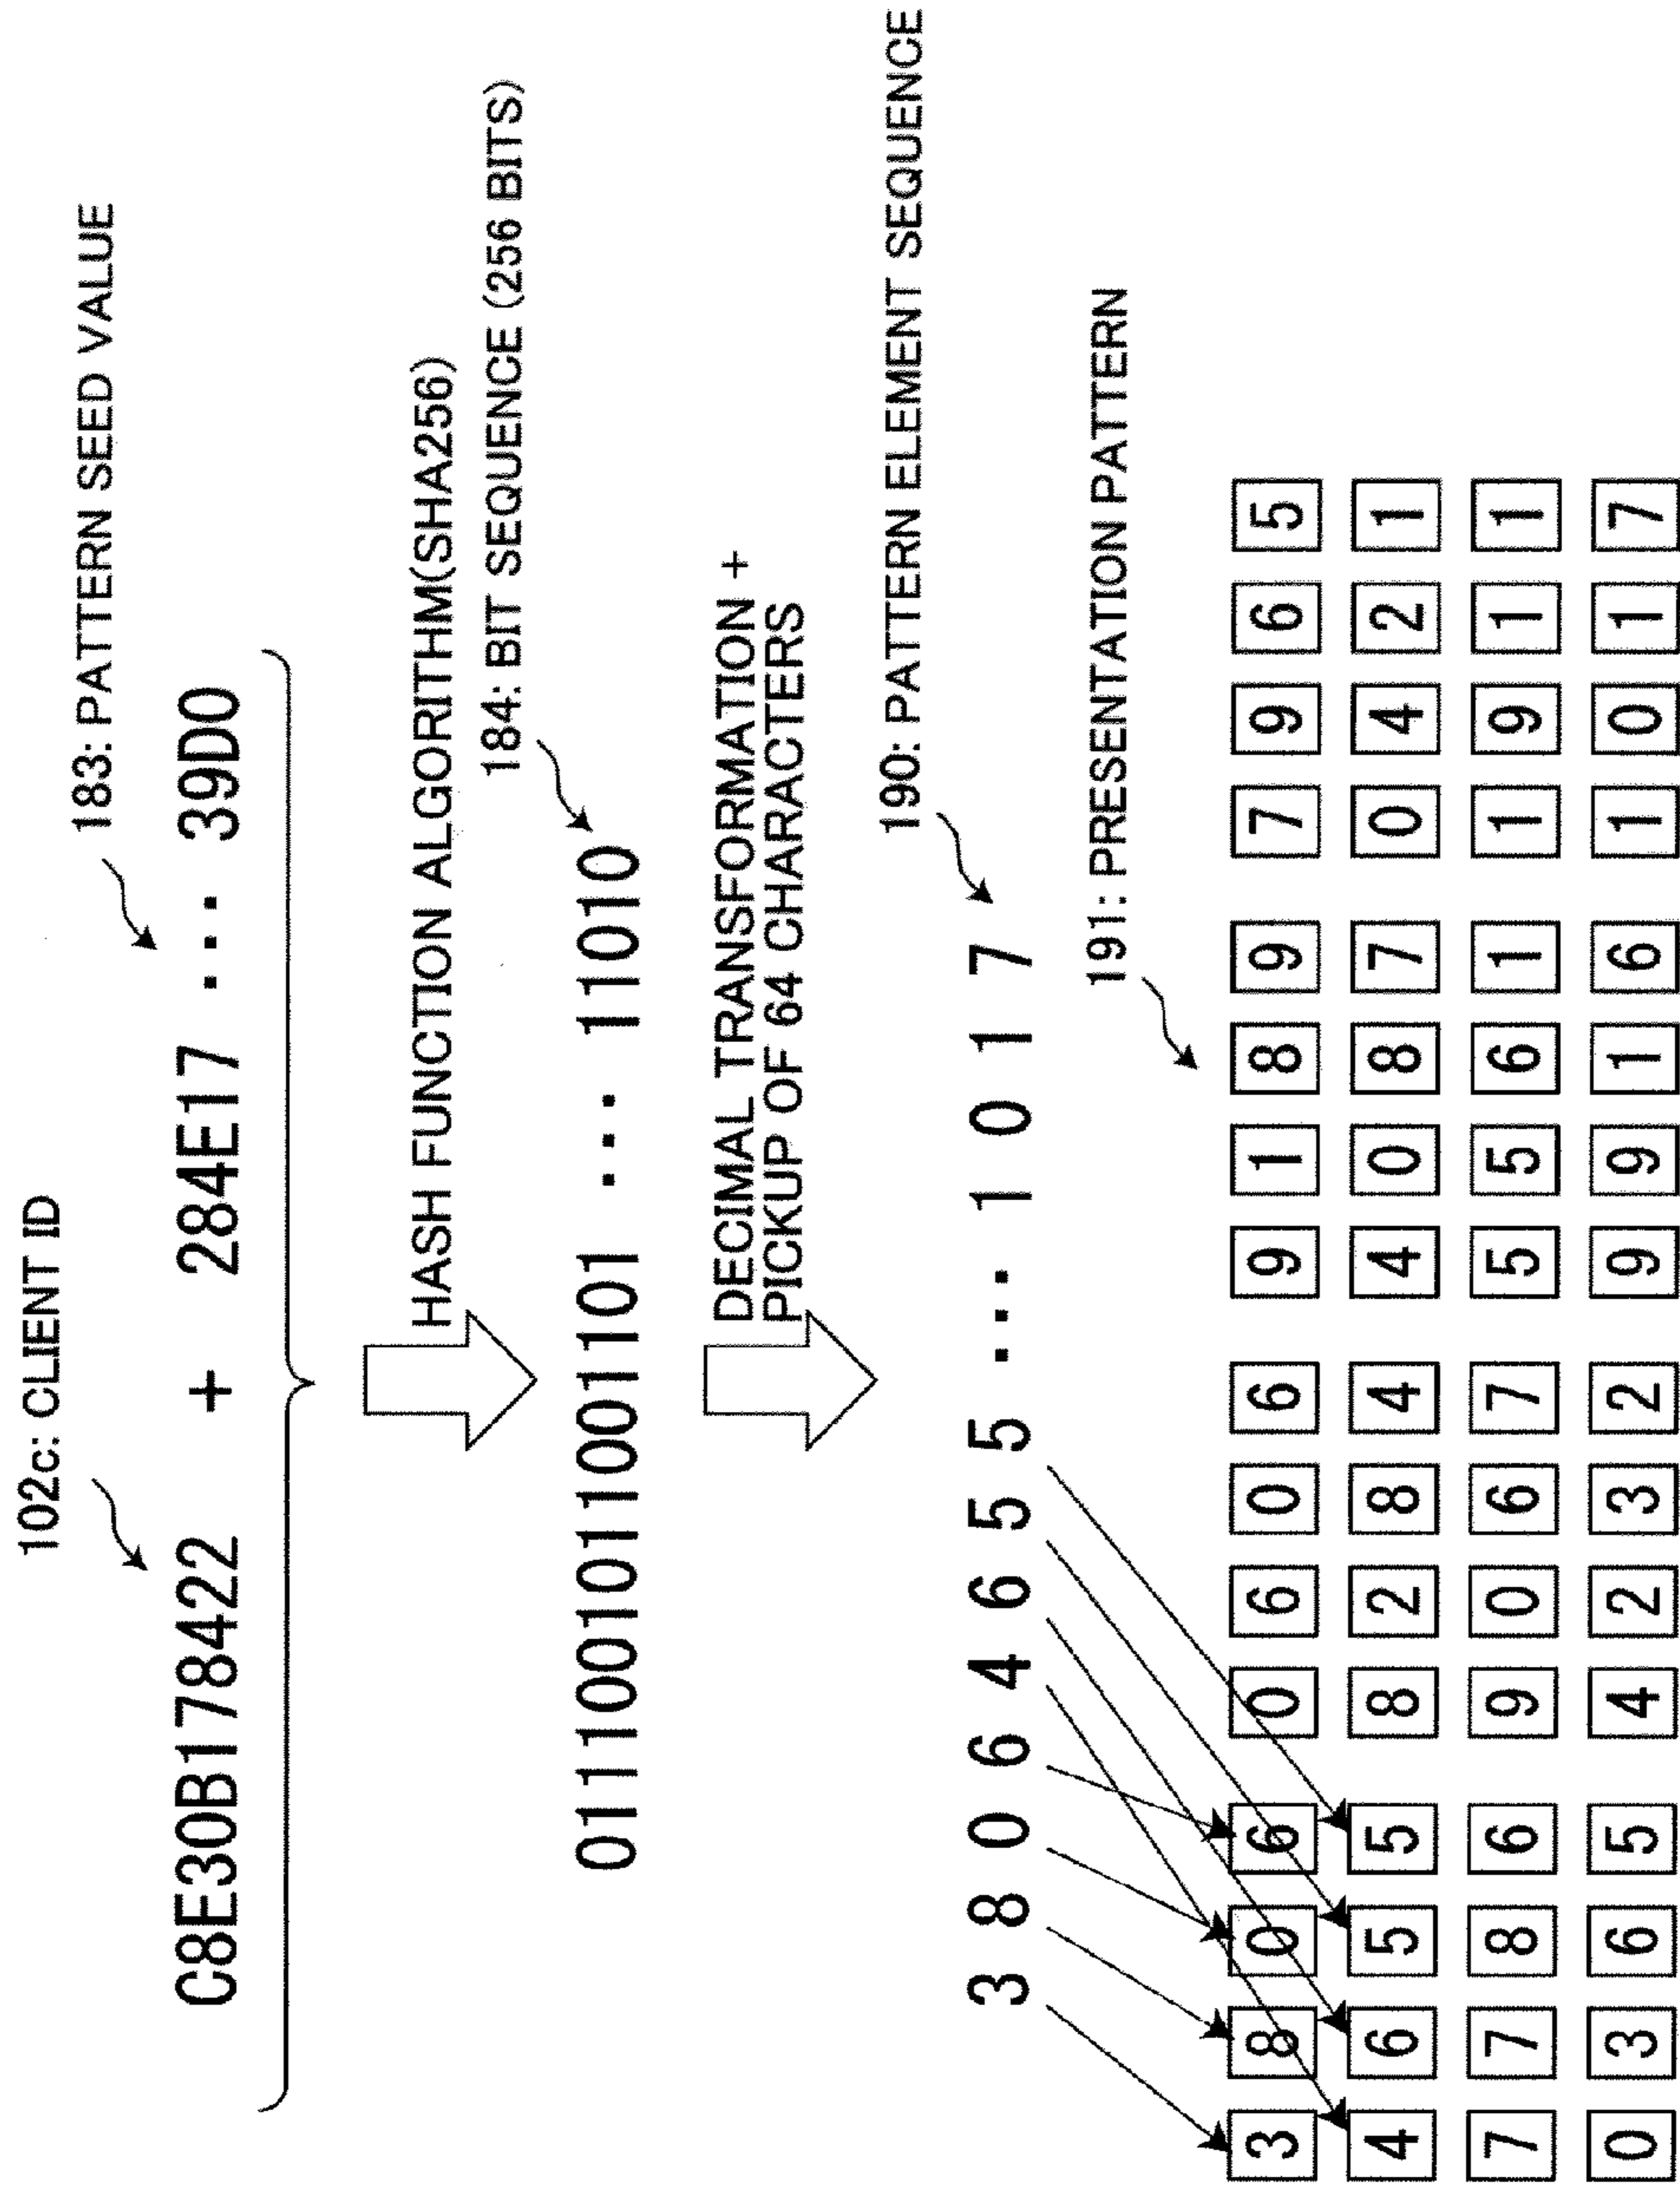 102c: CLIENT ID
183: PATTERN SEED VALUE
C8E30B178422 + 284E17 ... 39D0
HASH FUNCTION ALGORITHM(SHA256)
184: BIT SEQUENCE (256 BITS)
0111001011001101 ... 11010
DECIMAL TRANSFORMATION +
PICKUP OF 64 CHARACTERS
190: PATTERN ELEMENT SEQUENCE
3 8 0 6 4 6 5 5 ... 1 0 1 7
191: PRESENTATION PATTERN
3 8 0 6 0 6 0 6 9 1 8 9 7 9 6 5
4 6 5 5 8 2 8 4 4 0 8 7 0 4 2 1
7 7 8 6 9 0 6 7 5 5 6 1 1 9 1 1
0 3 6 5 4 2 3 2 9 9 1 6 1 0 1 7